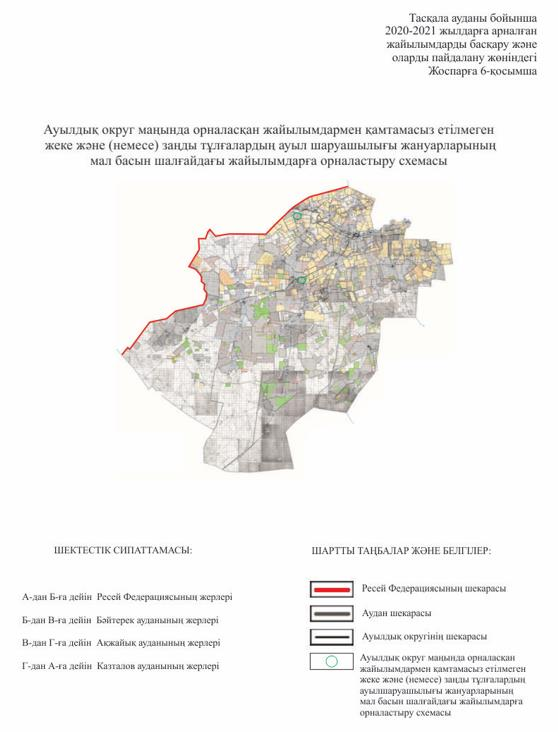 Тасқала ауданы бойынша
2020-2021 жылдарға арналған
жайылымдарды басқару және
оларды пайдалану жөніндегі
Жоспарға 6-қосымша
Ауылдық округ маңында орналасқан жайылымдармен қамтамасыз етілмеген
жеке және (немесе) заңды тұлғалардың ауыл шаруашылығы жануарларының
мал басын шалғайдағы жайылымдарға орналастыру схемасы
ШЕКТЕСТІК СИПАТТАМАСЫ:
А-дан Б-ға дейін Ресей Федерациясының жерлері
Б-дан В-ға дейін Бәйтерек ауданының жерлері
В-дан Г-ға дейін Ақжайық ауданының жерлері
Г-дан А-ға дейін Казталов ауданының жерлері
ШАРТТЫ ТАҢБАЛАР ЖӘНЕ БЕЛГІЛЕР:
Ресей Федерациясының шекарасы
Аудан шекарасы
Ауылдық округінің шекарасы
Ауылдық округ маңында орналасқан
жайылымдармен қамтамасыз етілмеген
жеке және (немесе) заңды тұлғалардың
ауылшаруашылығы жануарларының
мал басын шалғайдағы жайылымдарға
орналастыру схемасы